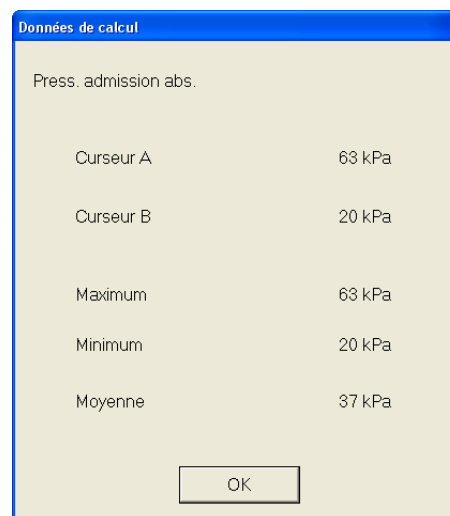 Données de calcul
Press. admission abs.
Curseur A 63 kPa
Curseur B 20 kPa
Maximum 63 kPa
Minimum 20 kPa
Moyenne 37 kPa
OK